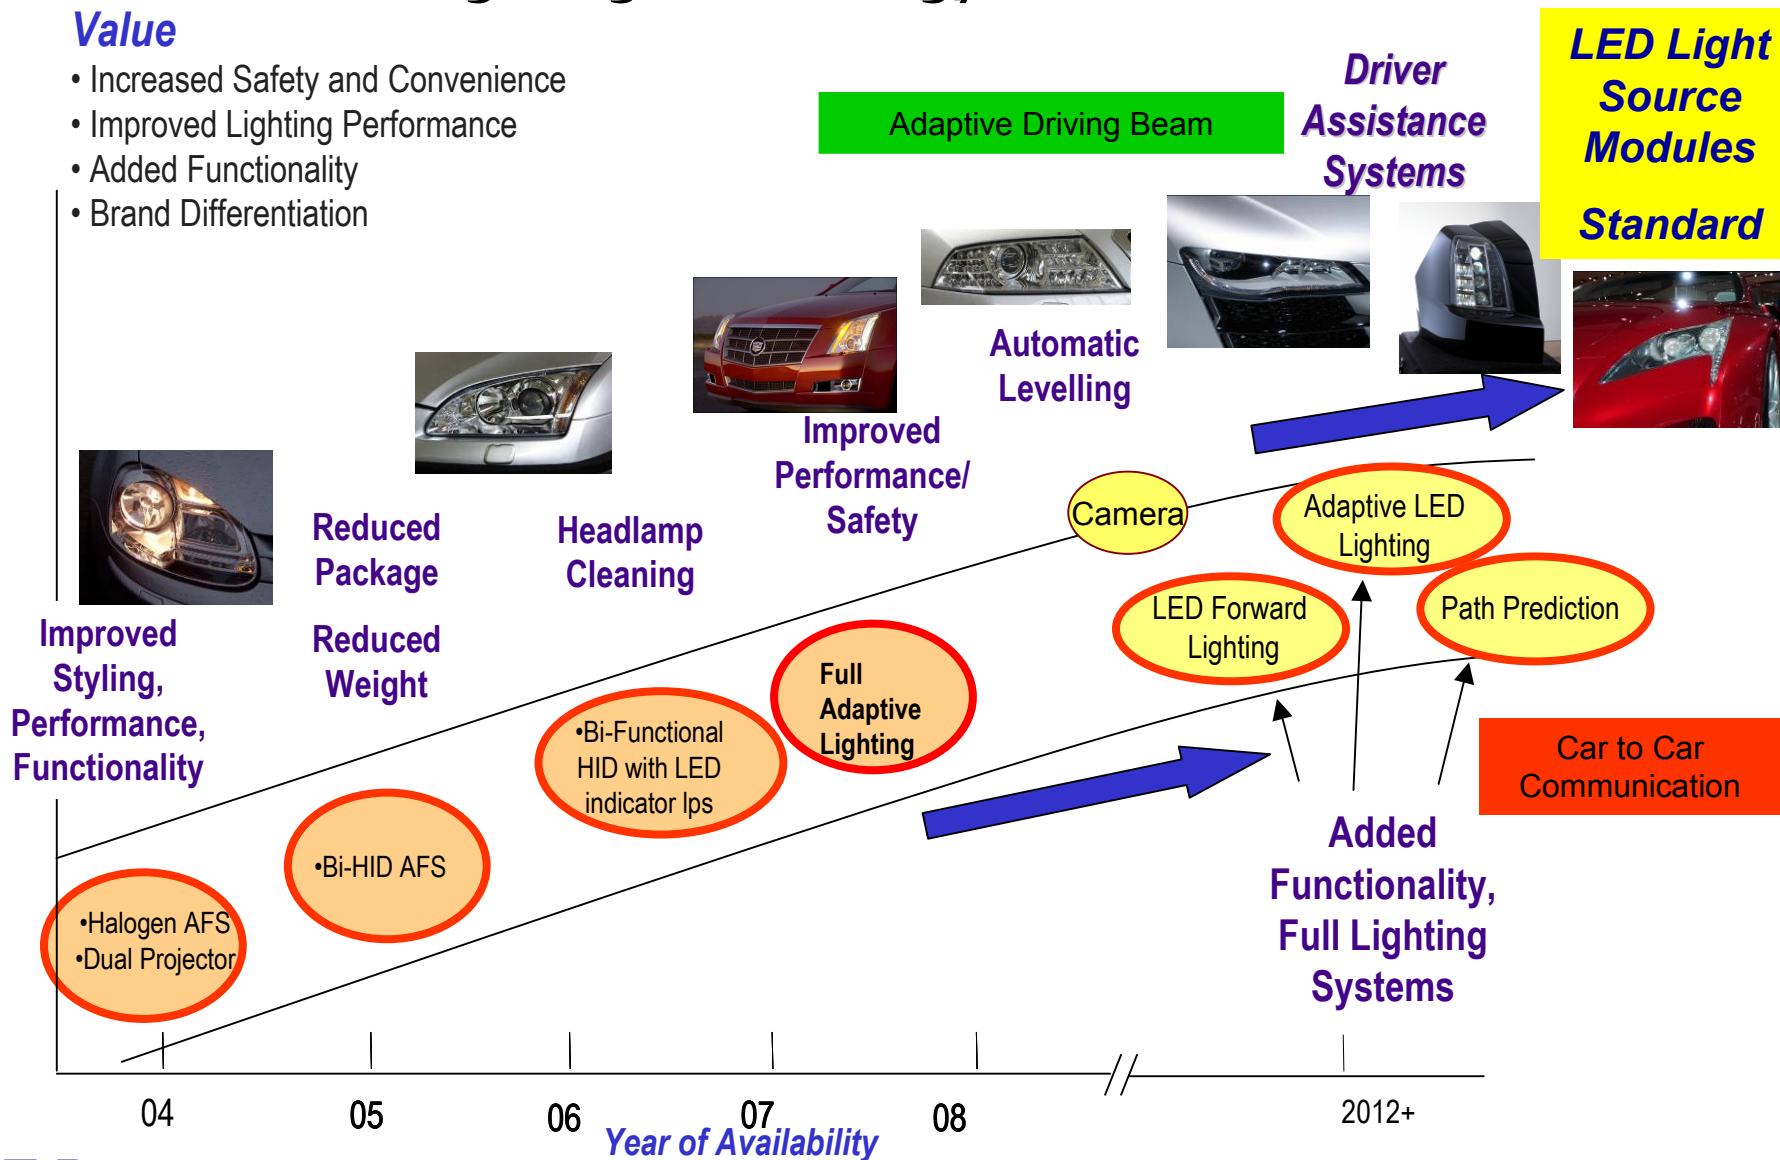 Value
• Increased Safety and Convenience
• Improved Lighting Performance
• Added Functionality
• Brand Differentiation
Adaptive Driving Beam
Driver
Assistance
Systems
LED Light
Source
Modules
Standard
Automatic
Levelling
Improved
Performance/
Safety
Headlamp
Cleaning
Reduced
Package
Reduced
Weight
Improved
Styling,
Performance,
Functionality
Camera
Adaptive LED
Lighting
LED Forward
Lighting
Path Prediction
Full
Adaptive
Lighting
•Bi-Functional
HID with LED
indicator lps
•Bi-HID AFS
•Halogen AFS
•Dual Projector
Car to Car
Communication
Added
Functionality,
Full Lighting
Systems
04
05
06
07
08
2012+
Year of Availability